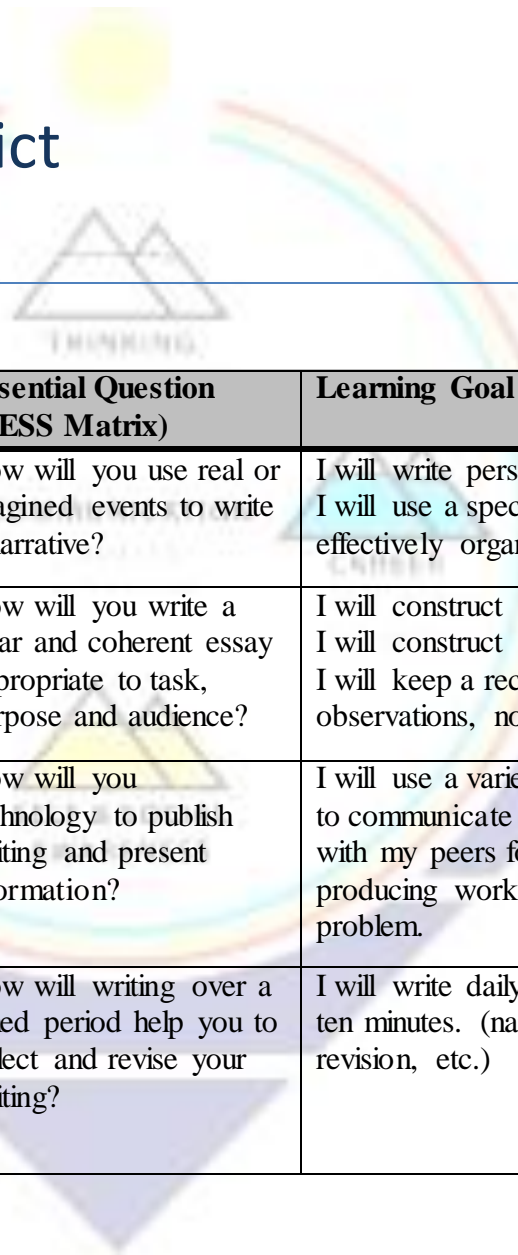 ict
THINKING
sential Question
ESS Matrix)
ow will you use real or
agined events to write
narrative?
ow will you write a
ar and coherent essay
propriate to task,
rpose and audience?
ow will you
hnology to publish
iting and present
ormation?
ow will writing over a
ed period help you to
lect and revise your
iting?
Learning Goal
I will write pers
I will use a spec
effectively organ
CAREER
I will construct
I will construct
I will keep a rec
observations, no
I will use a varie
to communicate
with my peers fo
producing work
problem.
I will write daily
ten minutes. (na
revision, etc.)